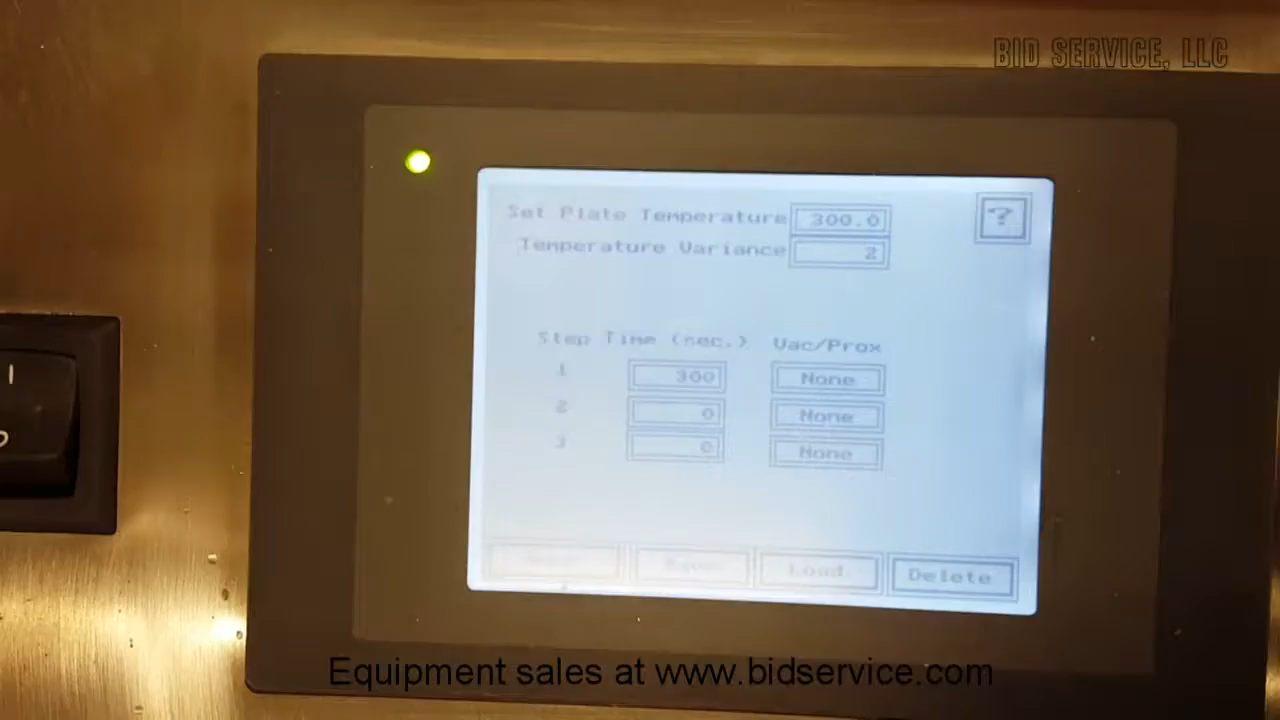 BID SERVICE, LLC
Set Plate Temperature 300.0 ?
Temperature Variance 2
Step Time (sec.) Vac/Prox
1 300 None
2 0 None
3 0 None
Save Load Delete
Equipment sales at www.bidservice.com